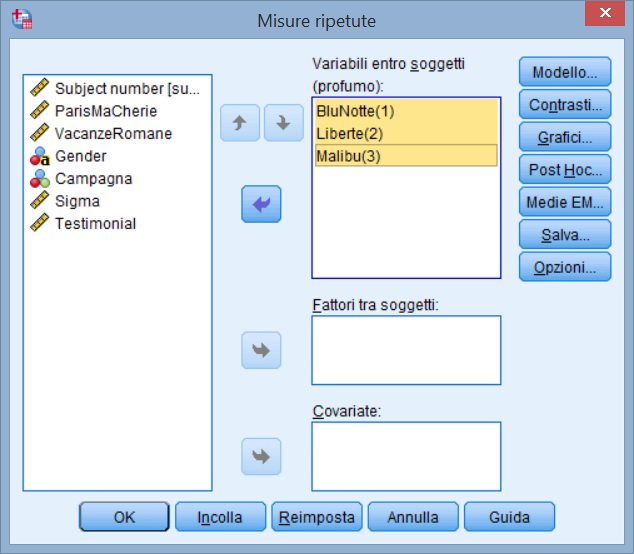 Misure ripetute
Subject number [su...
ParisMaCherie
VacanzeRomane
Gender
Campagna
Sigma
Testimonial
Variabili entro soggetti
(profumo):
BluNotte(1)
Liberte(2)
Malibu(3)
Fattori tra soggetti:
Covariate:
Modello...
Contrasti...
Grafici...
Post Hoc...
Medie EM...
Salva...
Opzioni...
OK
Incolla
Reimposta
Annulla
Guida